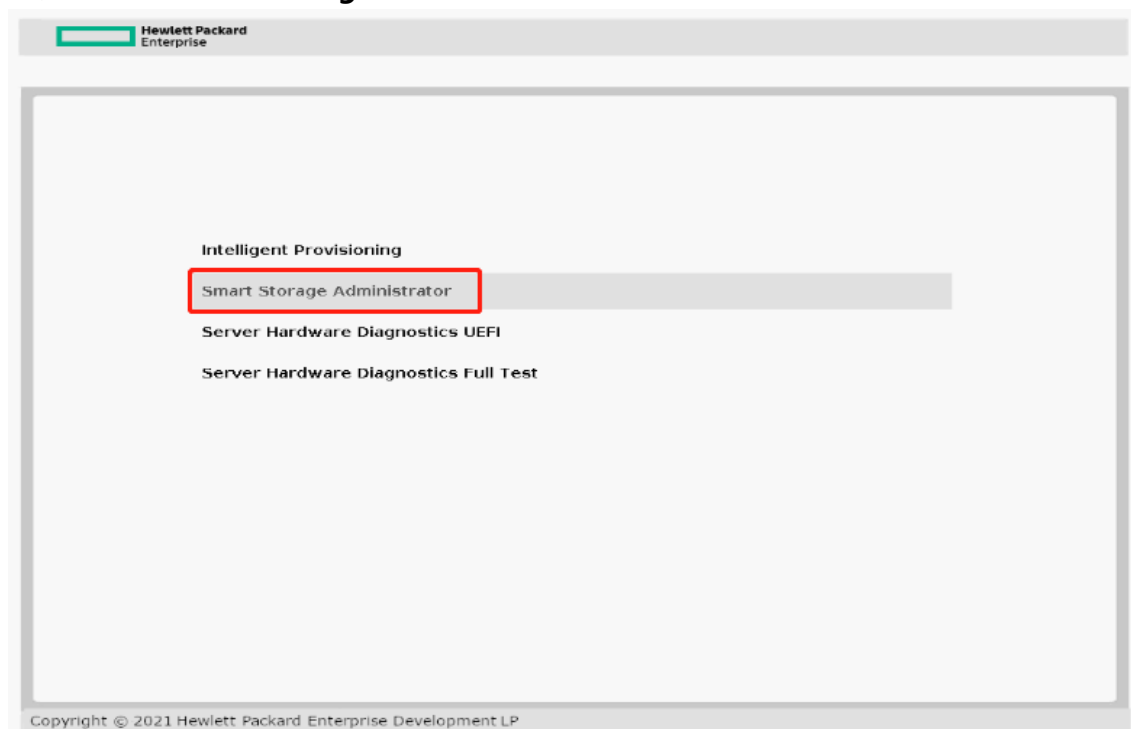 Hewlett Packard
Enterprise
Intelligent Provisioning
Smart Storage Administrator
Server Hardware Diagnostics UEFI
Server Hardware Diagnostics Full Test
Copyright © 2021 Hewlett Packard Enterprise Development LP